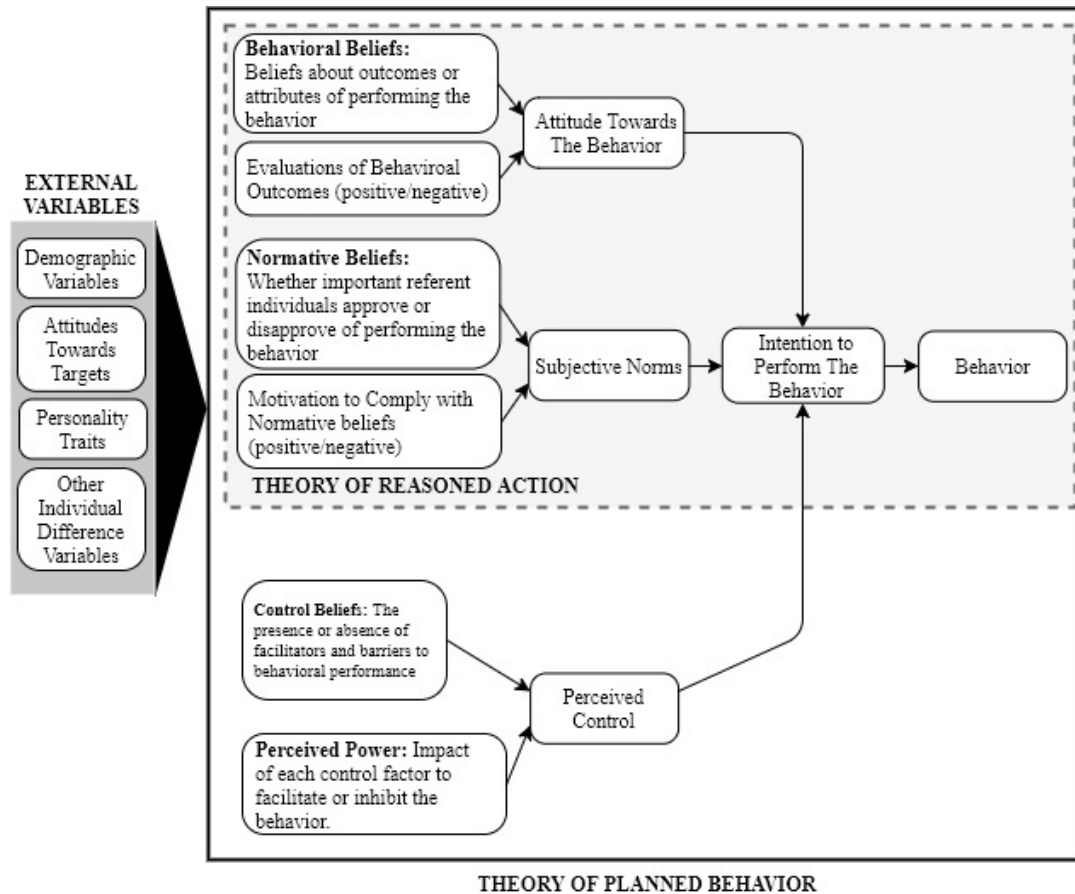 EXTERNAL
VARIABLES
Demographic
Variables
Attitudes
Towards
Targets
Personality
Traits
Other
Individual
Difference
Variables
Behavioral Beliefs:
Beliefs about outcomes or
attributes of performing the
behavior
Evaluations of Behaviroal
Outcomes (positive/negative)
Attitude Towards
The Behavior
Normative Beliefs:
Whether important referent
individuals approve or
disapprove of performing the
behavior
Motivation to Comply with
Normative beliefs
(positive/negative)
Subjective Norms
Intention to
Perform The
Behavior
Behavior
THEORY OF REASONED ACTION
Control Beliefs: The
presence or absence of
facilitators and barriers to
behavioral performance
Perceived Power: Impact
of each control factor to
facilitate or inhibit the
behavior.
Perceived
Control
THEORY OF PLANNED BEHAVIOR